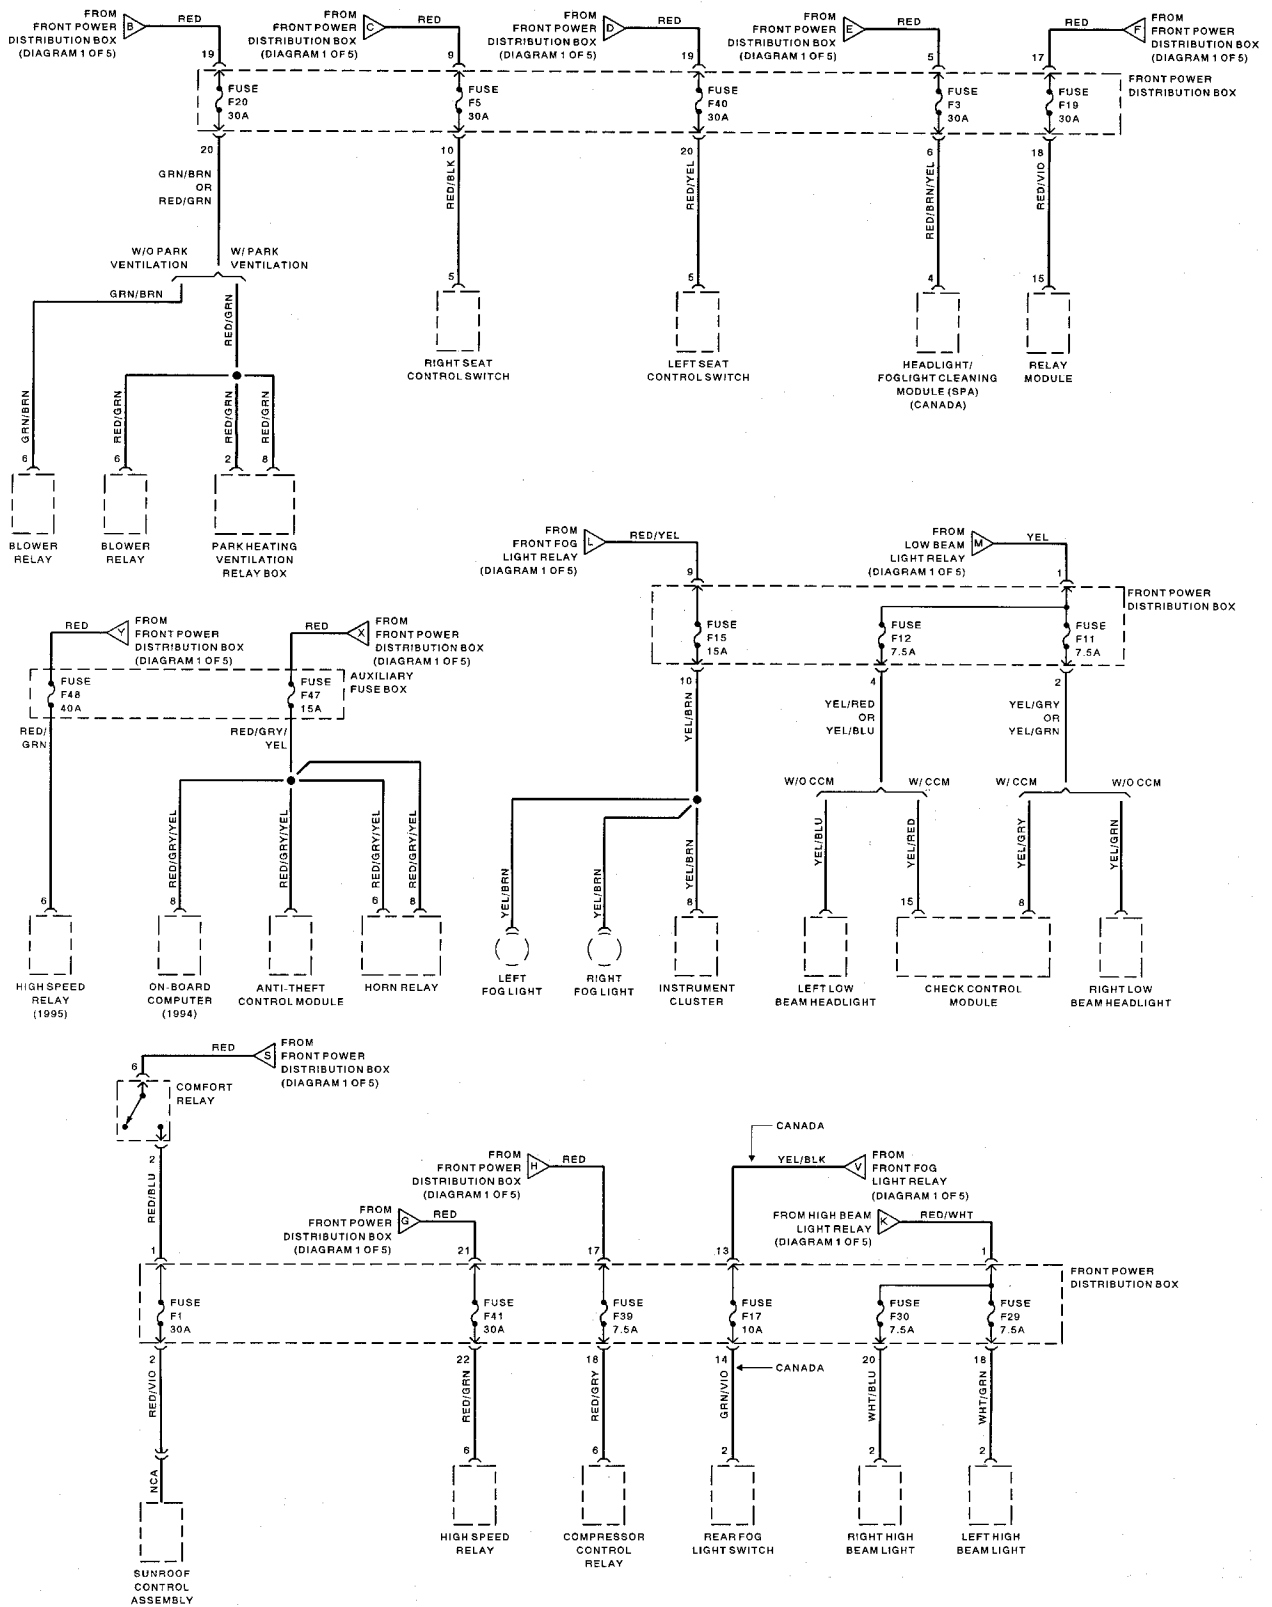 FROM
FRONT POWER
DISTRIBUTION BOX
(DIAGRAM 1 OF 5)
B
RED
19
FROM
FRONT POWER
DISTRIBUTION BOX
(DIAGRAM 1 OF 5)
C
RED
9
FROM
FRONT POWER
DISTRIBUTION BOX
(DIAGRAM 1 OF 5)
D
RED
19
FROM
FRONT POWER
DISTRIBUTION BOX
(DIAGRAM 1 OF 5)
E
RED
5
RED
17
F
FROM
FRONT POWER
DISTRIBUTION BOX
(DIAGRAM 1 OF 5)
FUSE
F20
30A
FUSE
F5
30A
FUSE
F40
30A
FUSE
F3
30A
FUSE
F19
30A
FRONT POWER
DISTRIBUTION BOX
20
GRN/BRN
OR
RED/GRN
10
RED/BLK
20
RED/YEL
6
RED/BRN/YEL
18
RED/VIO
W/O PARK
VENTILATION
W/ PARK
VENTILATION
GRN/BRN
RED/GRN
5
5
4
15
RIGHT SEAT
CONTROL SWITCH
LEFT SEAT
CONTROL SWITCH
HEADLIGHT/
FOGLIGHT CLEANING
MODULE (SPA)
(CANADA)
RELAY
MODULE
GRN/BRN
RED/GRN
RED/GRN
RED/GRN
6
6
2
8
BLOWER
RELAY
BLOWER
RELAY
PARK HEATING
VENTILATION
RELAY BOX
FROM
FRONT FOG
LIGHT RELAY
(DIAGRAM 1 OF 5)
L
RED/YEL
9
FROM
LOW BEAM
LIGHT RELAY
(DIAGRAM 1 OF 5)
M
YEL
1
FRONT POWER
DISTRIBUTION BOX
FUSE
F15
15A
FUSE
F12
7.5A
FUSE
F11
7.5A
10
YEL/BRN
4
YEL/RED
OR
YEL/BLU
2
YEL/GRY
OR
YEL/GRN
W/O CCM
W/ CCM
W/ CCM
W/O CCM
YEL/BRN
YEL/BRN
YEL/BRN
YEL/BLU
YEL/RED
YEL/GRY
YEL/GRN
8
15
8
LEFT
FOG LIGHT
RIGHT
FOG LIGHT
INSTRUMENT
CLUSTER
LEFT LOW
BEAM HEADLIGHT
CHECK CONTROL
MODULE
RIGHT LOW
BEAM HEADLIGHT
RED
Y
FROM
FRONT POWER
DISTRIBUTION BOX
(DIAGRAM 1 OF 5)
RED
X
FROM
FRONT POWER
DISTRIBUTION BOX
(DIAGRAM 1 OF 5)
FUSE
F48
40A
FUSE
F47
15A
AUXILIARY
FUSE BOX
RED/
GRN
RED/GRY/
YEL
RED/GRY/YEL
RED/GRY/YEL
RED/GRY/YEL
RED/GRY/YEL
6
8
6
8
HIGH SPEED
RELAY
(1995)
ON-BOARD
COMPUTER
(1994)
ANTI-THEFT
CONTROL MODULE
HORN RELAY
RED
S
FROM
FRONT POWER
DISTRIBUTION BOX
(DIAGRAM 1 OF 5)
6
COMFORT
RELAY
2
RED/BLU
1
FROM
FRONT POWER
DISTRIBUTION BOX
(DIAGRAM 1 OF 5)
G
RED
21
FROM
FRONT POWER
DISTRIBUTION BOX
(DIAGRAM 1 OF 5)
H
RED
17
CANADA
YEL/BLK
V
FROM
FRONT FOG
LIGHT RELAY
(DIAGRAM 1 OF 5)
13
FROM HIGH BEAM
LIGHT RELAY
(DIAGRAM 1 OF 5)
K
RED/WHT
1
FRONT POWER
DISTRIBUTION BOX
FUSE
F1
30A
FUSE
F41
30A
FUSE
F39
7.5A
FUSE
F17
10A
FUSE
F30
7.5A
FUSE
F29
7.5A
2
RED/VIO
22
RED/GRN
18
RED/GRY
14
CANADA
GRN/VIO
20
WHT/BLU
18
WHT/GRN
NCA
6
6
2
2
2
SUNROOF
CONTROL
ASSEMBLY
HIGH SPEED
RELAY
COMPRESSOR
CONTROL
RELAY
REAR FOG
LIGHT SWITCH
RIGHT HIGH
BEAM LIGHT
LEFT HIGH
BEAM LIGHT